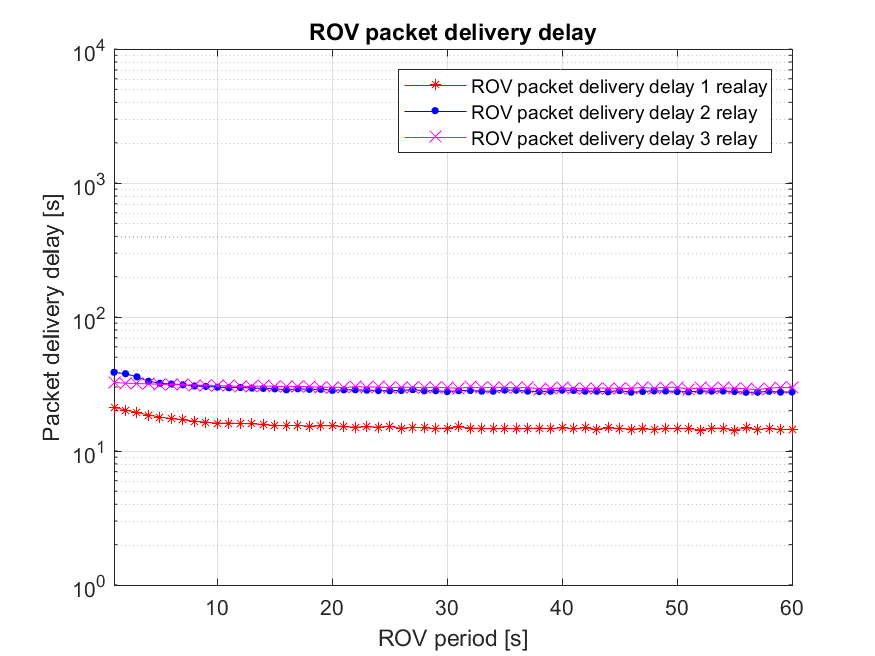 ROV packet delivery delay
10^4
10^3
10^2
10^1
10^0
Packet delivery delay [s]
ROV packet delivery delay 1 realay
ROV packet delivery delay 2 relay
ROV packet delivery delay 3 relay
10 20 30 40 50 60
ROV period [s]